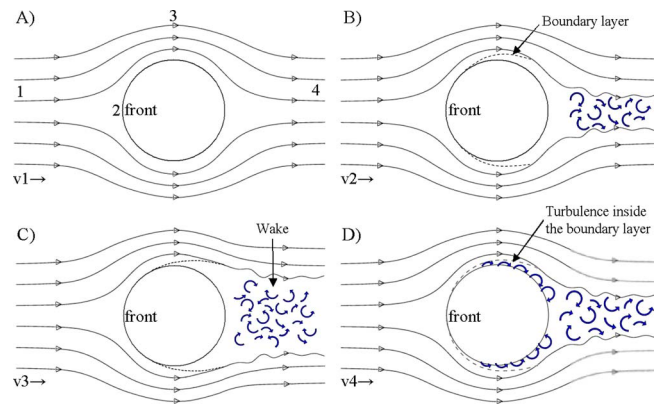 A)
3
1
2
front
4
v1→
B)
Boundary layer
front
v2→
C)
Wake
front
v3→
D)
Turbulence inside
the boundary layer
front
v4→